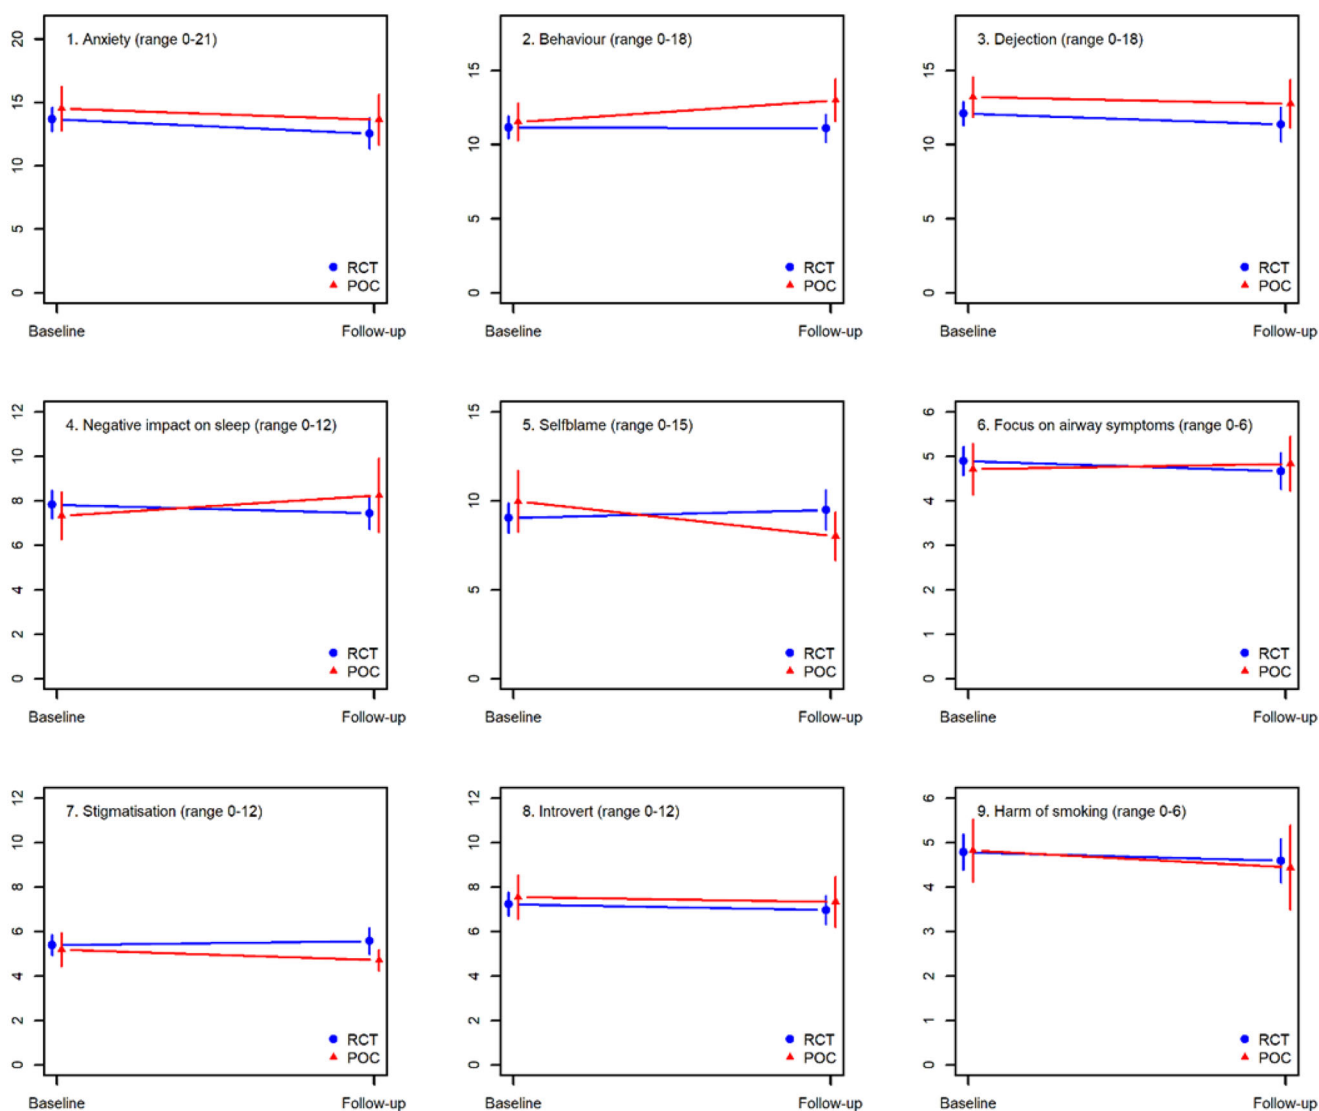 1. Anxiety (range 0-21)
20
15
10
5
0
RCT
POC
Baseline Follow-up
2. Behaviour (range 0-18)
15
10
5
0
RCT
POC
Baseline Follow-up
3. Dejection (range 0-18)
15
10
5
0
RCT
POC
Baseline Follow-up
4. Negative impact on sleep (range 0-12)
12
10
8
6
4
2
0
RCT
POC
Baseline Follow-up
5. Selfblame (range 0-15)
15
10
5
0
RCT
POC
Baseline Follow-up
6. Focus on airway symptoms (range 0-6)
6
5
4
3
2
1
0
RCT
POC
Baseline Follow-up
7. Stigmatisation (range 0-12)
12
10
8
6
4
2
0
RCT
POC
Baseline Follow-up
8. Introvert (range 0-12)
12
10
8
6
4
2
0
RCT
POC
Baseline Follow-up
9. Harm of smoking (range 0-6)
6
5
4
3
2
1
0
RCT
POC
Baseline Follow-up